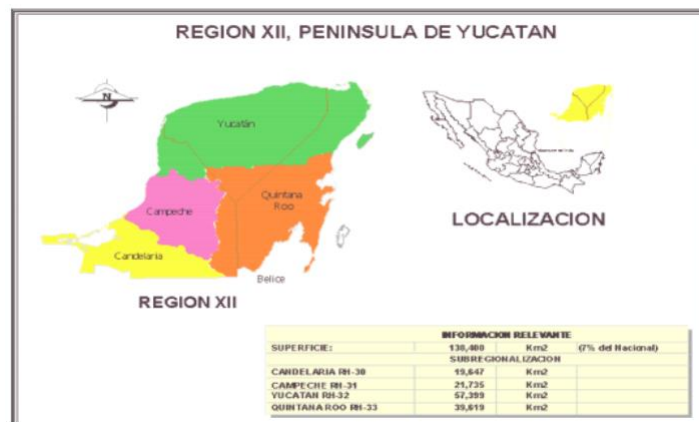 REGION XII, PENINSULA DE YUCATAN
Yucatán
Quintana
Roo
Campeche
Candelaria
Belice
LOCALIZACION
REGION XII
INFORMACION RELEVANTE
SUPERFICIE: 138,400 Km2 (7% del Nacional)
SUBREGIONALIZACION
CANDELARIA RH-30 19,647 Km2
CAMPECHE RH-31 21,735 Km2
YUCATAN RH-32 57,399 Km2
QUINTANA ROO RH-33 39,619 Km2